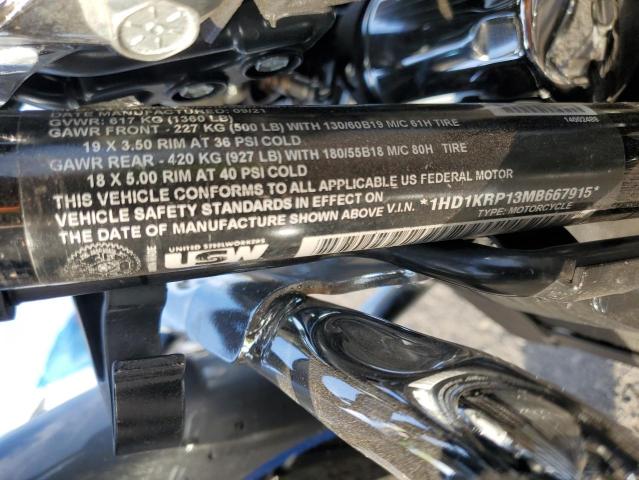 DATE MANUFACTURED: 09/21
GVWR: 617 KG (1360 LB)
GAWR FRONT - 227 KG (500 LB) WITH 130/60B19 M/C 61H TIRE
19 X 3.50 RIM AT 36 PSI COLD
GAWR REAR - 420 KG (927 LB) WITH 180/55B18 M/C 80H TIRE
18 X 5.00 RIM AT 40 PSI COLD
THIS VEHICLE CONFORMS TO ALL APPLICABLE US FEDERAL MOTOR
VEHICLE SAFETY STANDARDS IN EFFECT ON
THE DATE OF MANUFACTURE SHOWN ABOVE V.I.N. *1HD1KRP13MB667915*
TYPE: MOTORCYCLE
UNITED STEELWORKERS
USW